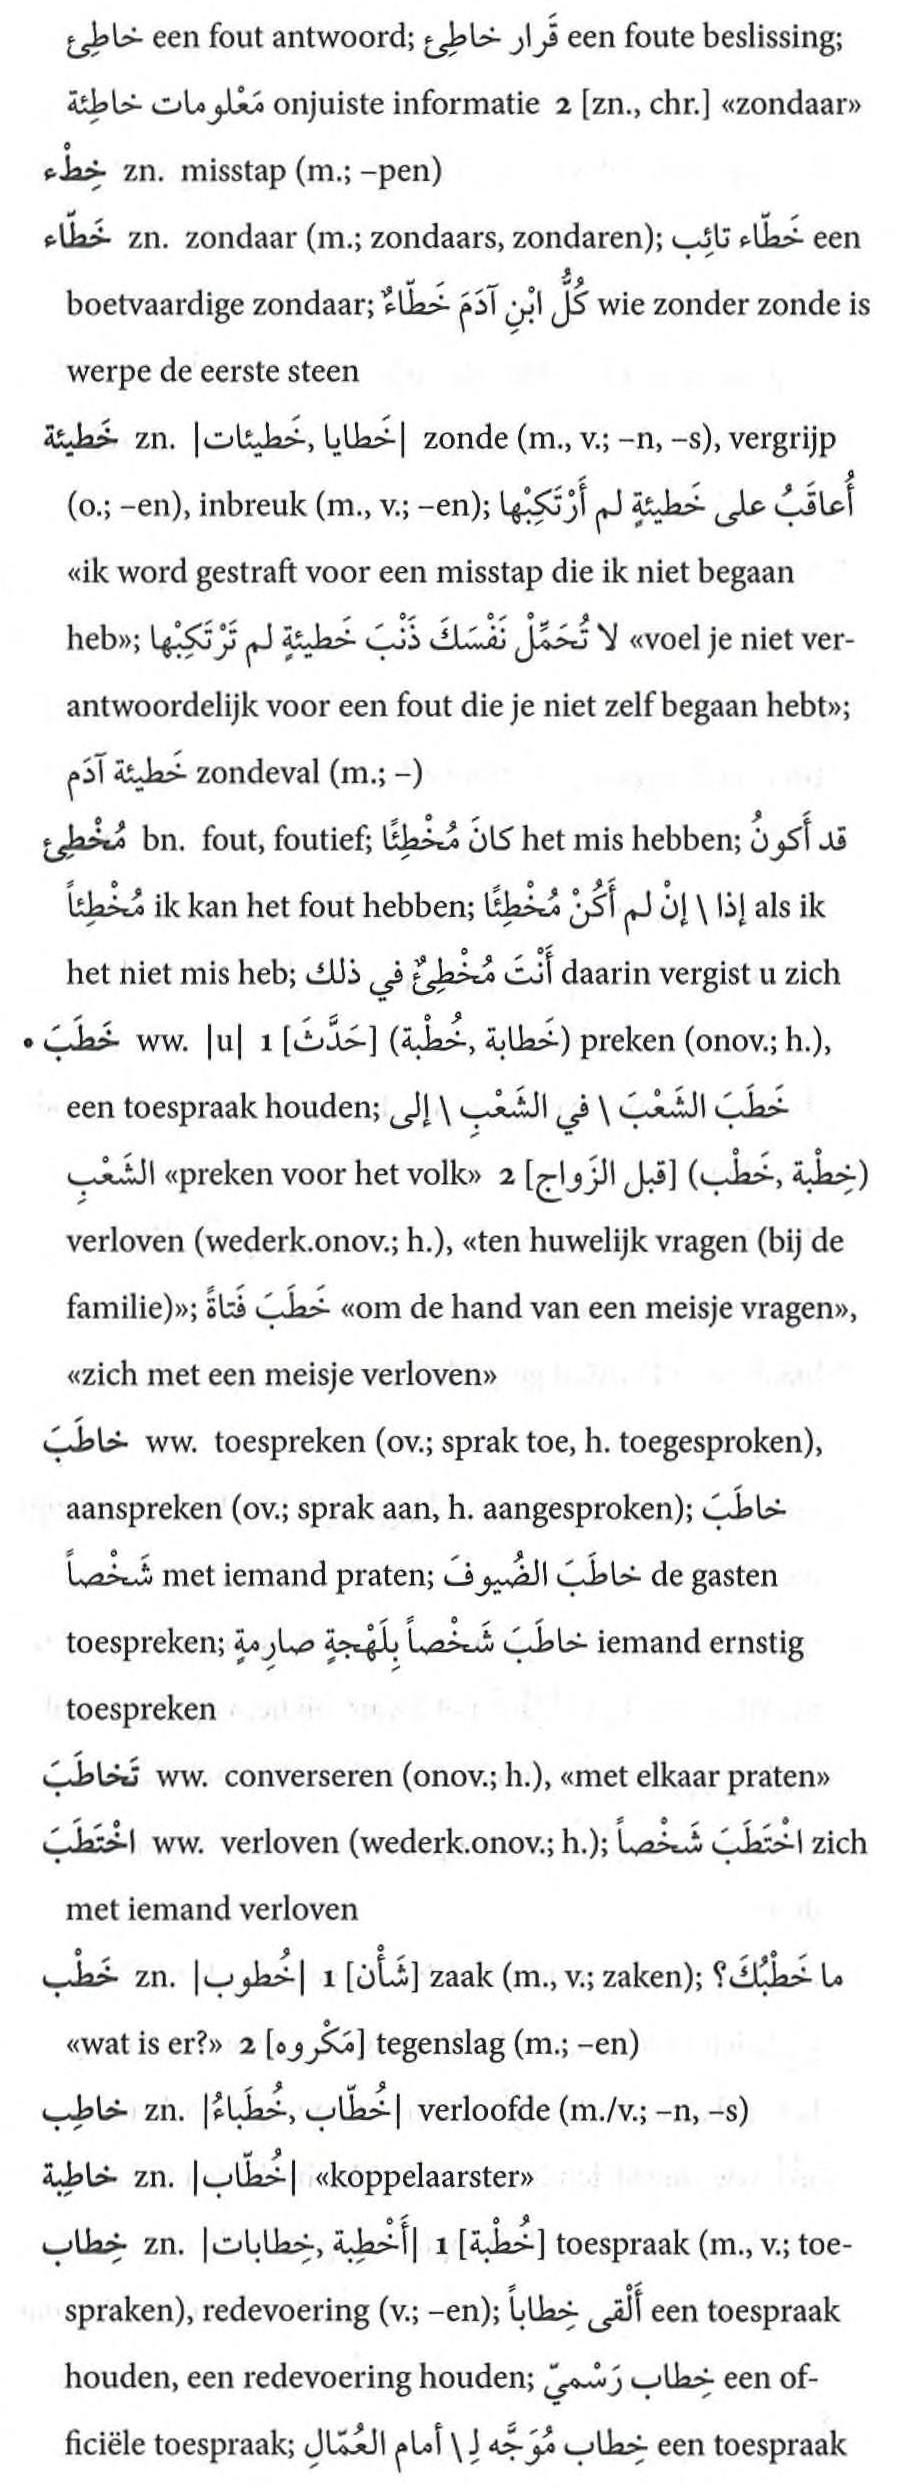 خاطِئ een fout antwoord; قَرار خاطِئ een foute beslissing;
مَعْلومات خاطِئة onjuiste informatie 2 [zn., chr.] «zondaar»
خِطْء zn. misstap (m.; –pen)
خَطّاء zn. zondaar (m.; zondaars, zondaren); خَطّاء تائِب een
boetvaardige zondaar; كُلُّ ابْنِ آدَمَ خَطّاءٌ wie zonder zonde is
werpe de eerste steen
خَطيئة zn. |خَطايا, خَطيئات| zonde (m., v.; –n, –s), vergrijp
(o.; –en), inbreuk (m., v.; –en); أُعاقَبُ على خَطيئةٍ لم أَرْتَكِبْها
«ik word gestraft voor een misstap die ik niet begaan
heb»; لا تُحَمِّلْ نَفْسَكَ ذَنْبَ خَطيئةٍ لم تَرْتَكِبْها «voel je niet ver-
antwoordelijk voor een fout die je niet zelf begaan hebt»;
خَطيئة آدَم zondeval (m.; –)
مُخْطِئ bn. fout, foutief; كانَ مُخْطِئًا het mis hebben; قد أَكونُ
مُخْطِئاً ik kan het fout hebben; إذا \ إنْ لم أَكُنْ مُخْطِئًا als ik
het niet mis heb; أَنْتَ مُخْطِئٌ في ذلك daarin vergist u zich
• خَطَبَ ww. |u| 1 [حَدَّثَ] (خَطابة, خُطْبة) preken (onov.; h.),
een toespraak houden; خَطَبَ الشَعْبَ \ في الشَعْبِ \ إلى
الشَعْبِ «preken voor het volk» 2 [قبل الزَواج] (خِطْبة, خَطْب)
verloven (wederk.onov.; h.), «ten huwelijk vragen (bij de
familie)»; خَطَبَ فَتاةً «om de hand van een meisje vragen»,
«zich met een meisje verloven»
خاطَبَ ww. toespreken (ov.; sprak toe, h. toegesproken),
aanspreken (ov.; sprak aan, h. aangesproken); خاطَبَ
شَخْصاً met iemand praten; خاطَبَ الضُيوفَ de gasten
toespreken; خاطَبَ شَخْصاً بِلَهْجةٍ صارِمةٍ iemand ernstig
toespreken
تَخاطَبَ ww. converseren (onov.; h.), «met elkaar praten»
اخْتَطَبَ ww. verloven (wederk.onov.; h.); اخْتَطَبَ شَخْصاً zich
met iemand verloven
خَطْب zn. |خُطوب| 1 [شَأْن] zaak (m., v.; zaken); ما خَطْبُكَ؟
«wat is er?» 2 [مَكْروه] tegenslag (m.; –en)
خاطِب zn. |خُطّاب, خُطَباءُ| verloofde (m./v.; –n, –s)
خاطِبة zn. |خُطّاب| «koppelaarster»
خِطاب zn. |أَخْطِبة, خِطابات| 1 [خُطْبة] toespraak (m., v.; toe-
spraken), redevoering (v.; –en); أَلْقى خِطاباً een toespraak
houden, een redevoering houden; خِطاب رَسْميّ een of-
ficiële toespraak; خِطاب مُوَجَّه لِـ \ أمام العُمّالِ een toespraak